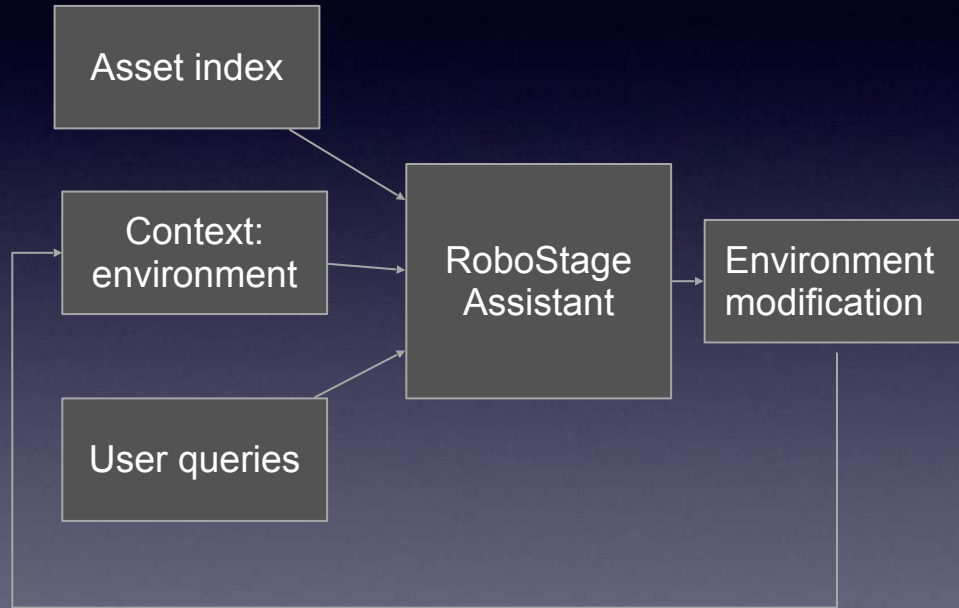 Asset index
Context:
environment
User queries
RoboStage
Assistant
Environment
modification